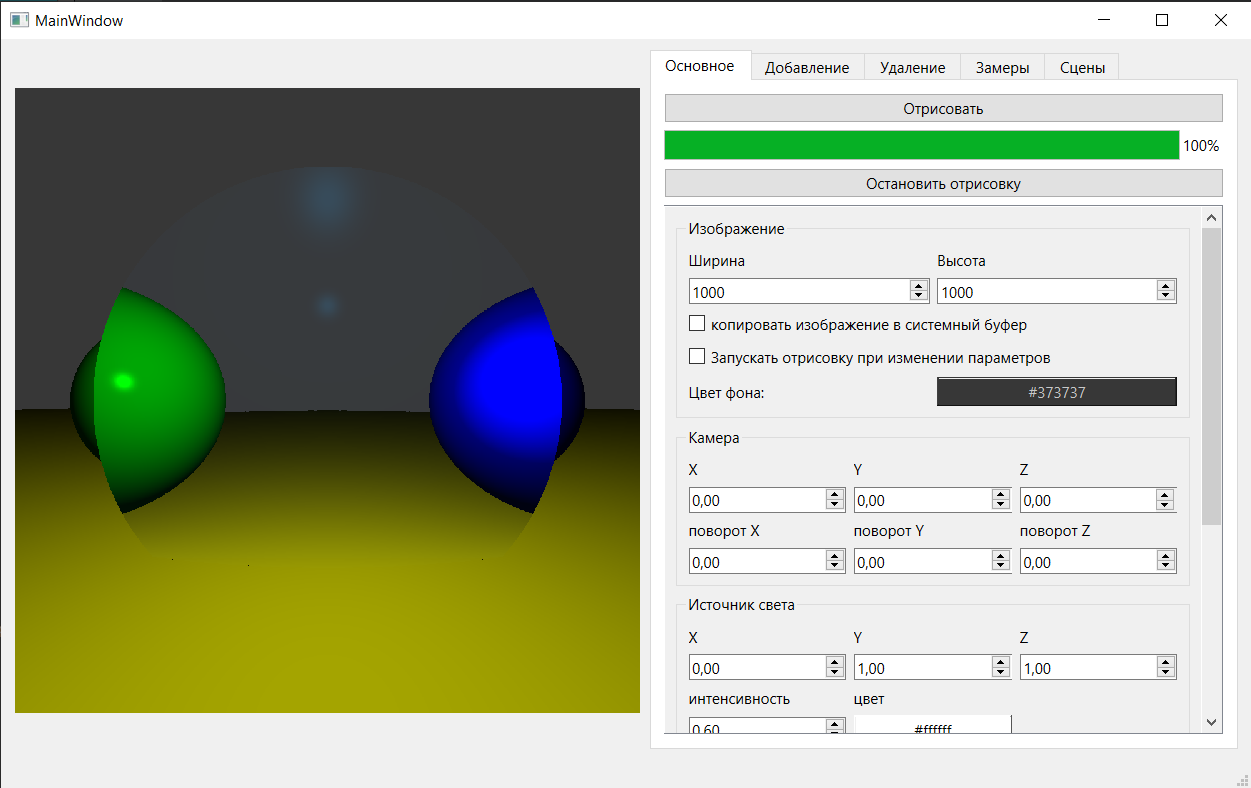 MainWindow
Основное Добавление Удаление Замеры Сцены
Отрисовать
100%
Остановить отрисовку
Изображение
Ширина Высота
1000 1000
копировать изображение в системный буфер
Запускать отрисовку при изменении параметров
Цвет фона: #373737
Камера
X Y Z
0,00 0,00 0,00
поворот X поворот Y поворот Z
0,00 0,00 0,00
Источник света
X Y Z
0,00 1,00 1,00
интенсивность цвет
0,60 #ffffff